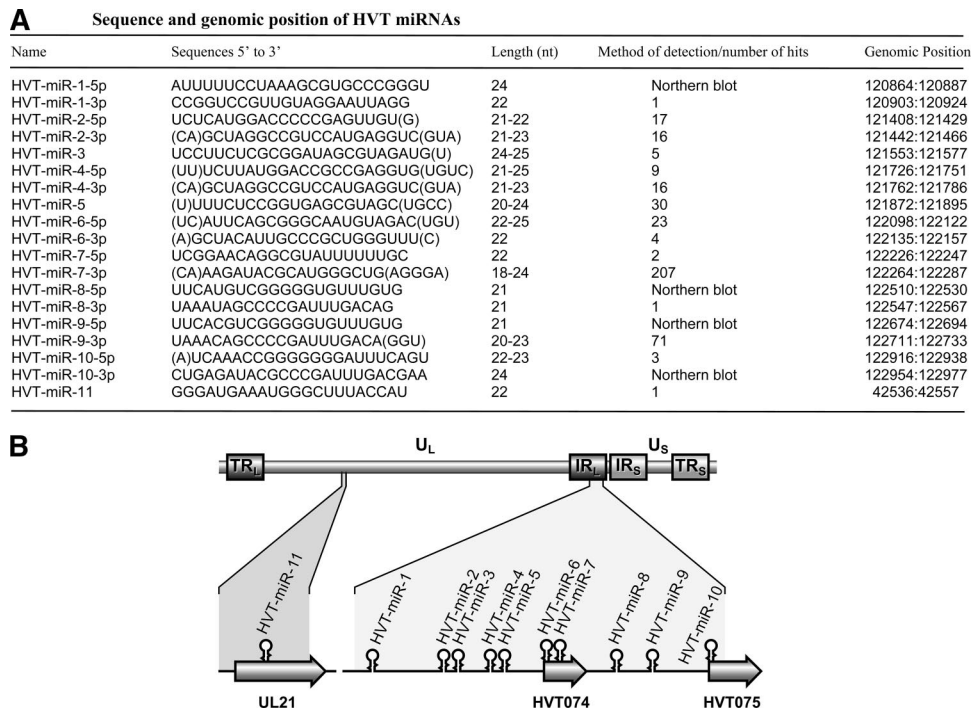 A
Sequence and genomic position of HVT miRNAs
Name Sequences 5' to 3' Length (nt) Method of detection/number of hits Genomic Position
HVT-miR-1-5p AUUUUUCCUAAAGCGUGCCCGGGU 24 Northern blot 120864:120887
HVT-miR-1-3p CCGGUCCGUUGUAGGAAUUAGG 22 1 120903:120924
HVT-miR-2-5p UCUCAUGGACCCCCGAGUUGU(G) 21-22 17 121408:121429
HVT-miR-2-3p (CA)GCUAGGCCGUCCAUGAGGUC(GUA) 21-23 16 121442:121466
HVT-miR-3 UCCUUCUCGCGGAUAGCGUAGAUG(U) 24-25 5 121553:121577
HVT-miR-4-5p (UU)UCUUAUGGACCGCCGAGGUG(UGUC) 21-25 9 121726:121751
HVT-miR-4-3p (CA)GCUAGGCCGUCCAUGAGGUC(GUA) 21-23 16 121762:121786
HVT-miR-5 (U)UUUCUCCGGUGAGCGUAGC(UGCC) 20-24 30 121872:121895
HVT-miR-6-5p (UC)AUUCAGCGGGCAAUGUAGAC(UGU) 22-25 23 122098:122122
HVT-miR-6-3p (A)GCUACAUUGCCCGCUGGGUUU(C) 22 4 122135:122157
HVT-miR-7-5p UCGGAACAGGCGUAUUUUUUGC 22 2 122226:122247
HVT-miR-7-3p (CA)AAGAUACGCAUGGGCUG(AGGGA) 18-24 207 122264:122287
HVT-miR-8-5p UUCAUGUCGGGGGUGUUUGUG 21 Northern blot 122510:122530
HVT-miR-8-3p UAAAUAGCCCCGAUUUGACAG 21 1 122547:122567
HVT-miR-9-5p UUCACGUCGGGGGUGUUUGUG 21 Northern blot 122674:122694
HVT-miR-9-3p UAAACAGCCCCGAUUUGACA(GGU) 20-23 71 122711:122733
HVT-miR-10-5p (A)UCAAACCGGGGGGGAUUUCAGU 22-23 3 122916:122938
HVT-miR-10-3p CUGAGAUACGCCCGAUUUGACGAA 24 Northern blot 122954:122977
HVT-miR-11 GGGAUGAAAUGGGCUUUACCAU 22 1 42536:42557
B
UL US
TRL IRL IRS TRS
HVT-miR-11 HVT-miR-1 HVT-miR-2 HVT-miR-3 HVT-miR-4 HVT-miR-5 HVT-miR-6 HVT-miR-7 HVT-miR-8 HVT-miR-9 HVT-miR-10
UL21 HVT074 HVT075